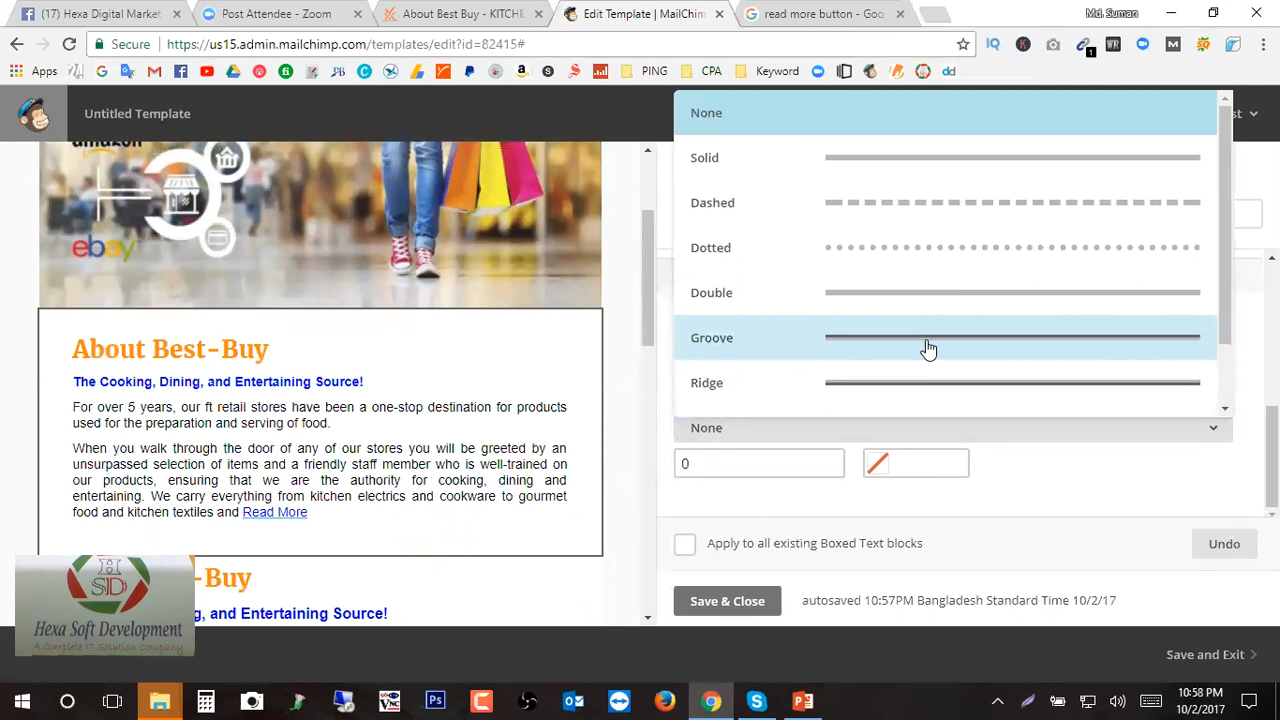 (17) Hexa Digital Market
Post Attendee - Zoom
About Best Buy - KITCHE
Edit Template | MailChim
read more button - Goo
Md. Suman
Secure
https://us15.admin.mailchimp.com/templates/edit?id=82415#
Apps
PING
CPA
Keyword
Untitled Template
st
None
Solid
Dashed
Dotted
Double
Groove
Ridge
None
0
amazon
ebay
About Best-Buy
The Cooking, Dining, and Entertaining Source!
For over 5 years, our ft retail stores have been a one-stop destination for products
used for the preparation and serving of food.
When you walk through the door of any of our stores you will be greeted by an
unsurpassed selection of items and a friendly staff member who is well-trained on
our products, ensuring that we are the authority for cooking, dining and
entertaining. We carry everything from kitchen electrics and cookware to gourmet
food and kitchen textiles and Read More
-Buy
g, and Entertaining Source!
H
SD
Hexa Soft Development
A Complete IT Solution Company
Apply to all existing Boxed Text blocks
Undo
Save & Close
autosaved 10:57PM Bangladesh Standard Time 10/2/17
Save and Exit
10:58 PM
10/2/2017